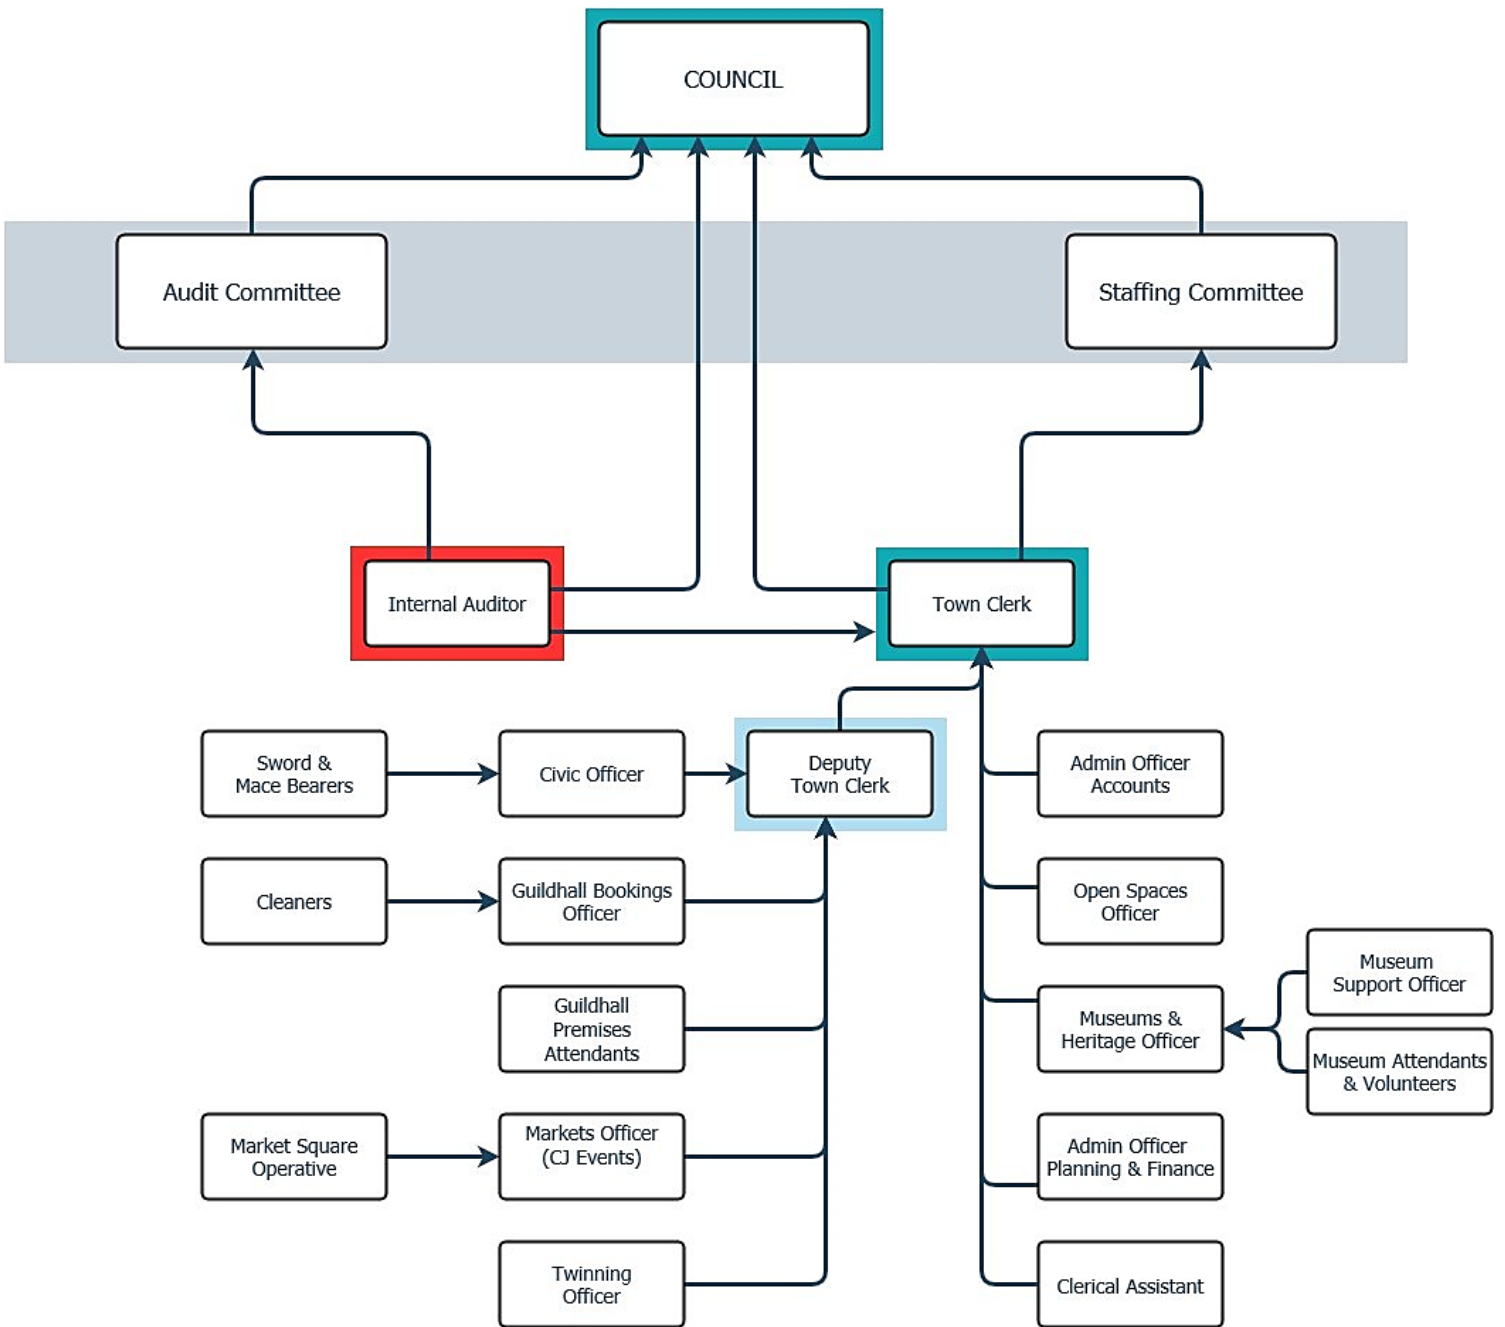 COUNCIL
Audit Committee
Staffing Committee
Internal Auditor
Town Clerk
Sword &
Mace Bearers
Civic Officer
Deputy
Town Clerk
Admin Officer
Accounts
Cleaners
Guildhall Bookings
Officer
Open Spaces
Officer
Guildhall
Premises
Attendants
Museums &
Heritage Officer
Museum
Support Officer
Museum Attendants
& Volunteers
Market Square
Operative
Markets Officer
(CJ Events)
Admin Officer
Planning & Finance
Twinning
Officer
Clerical Assistant